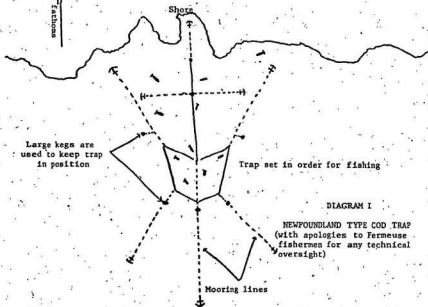 fathoms
Shore
Large kegs are
used to keep trap
in position
Trap set in order for fishing
DIAGRAM I
NEWFOUNDLAND TYPE COD TRAP
(with apologies to Fermeuse
fishermen for any technical
oversight)
Mooring lines